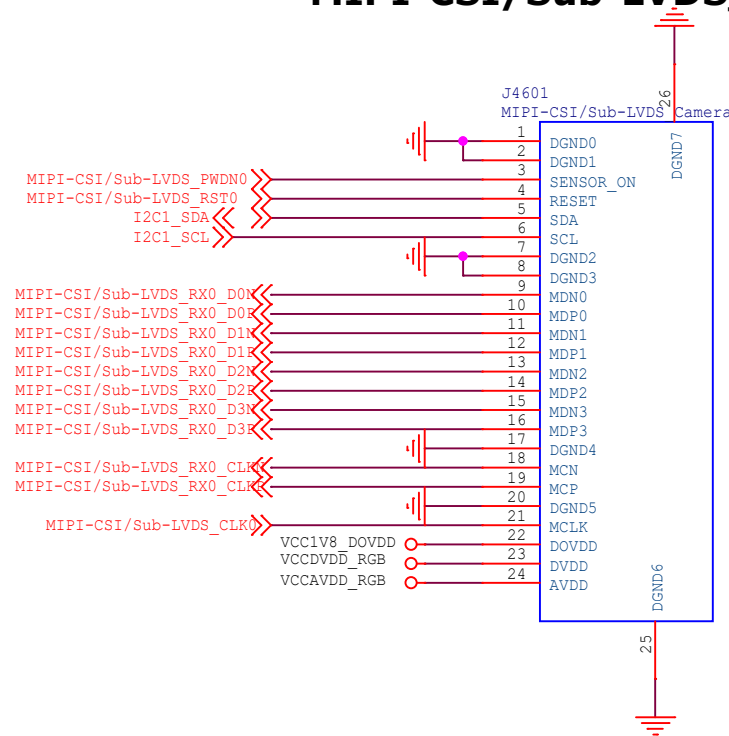 MIPI-CSI/Sub-LVDS
J4601
MIPI-CSI/Sub-LVDS Camera
26
DGND7
1 DGND0
2 DGND1
MIPI-CSI/Sub-LVDS_PWDN0 3 SENSOR_ON
MIPI-CSI/Sub-LVDS_RST0 4 RESET
I2C1_SDA 5 SDA
I2C1_SCL 6 SCL
7 DGND2
8 DGND3
MIPI-CSI/Sub-LVDS_RX0_D0N 9 MDN0
MIPI-CSI/Sub-LVDS_RX0_D0P 10 MDP0
MIPI-CSI/Sub-LVDS_RX0_D1N 11 MDN1
MIPI-CSI/Sub-LVDS_RX0_D1P 12 MDP1
MIPI-CSI/Sub-LVDS_RX0_D2N 13 MDN2
MIPI-CSI/Sub-LVDS_RX0_D2P 14 MDP2
MIPI-CSI/Sub-LVDS_RX0_D3N 15 MDN3
MIPI-CSI/Sub-LVDS_RX0_D3P 16 MDP3
17 DGND4
MIPI-CSI/Sub-LVDS_RX0_CLKN 18 MCN
MIPI-CSI/Sub-LVDS_RX0_CLKP 19 MCP
20 DGND5
MIPI-CSI/Sub-LVDS_CLK0 21 MCLK
VCC1V8_DOVDD 22 DOVDD
VCCDVDD_RGB 23 DVDD
VCCAVDD_RGB 24 AVDD
DGND6
25